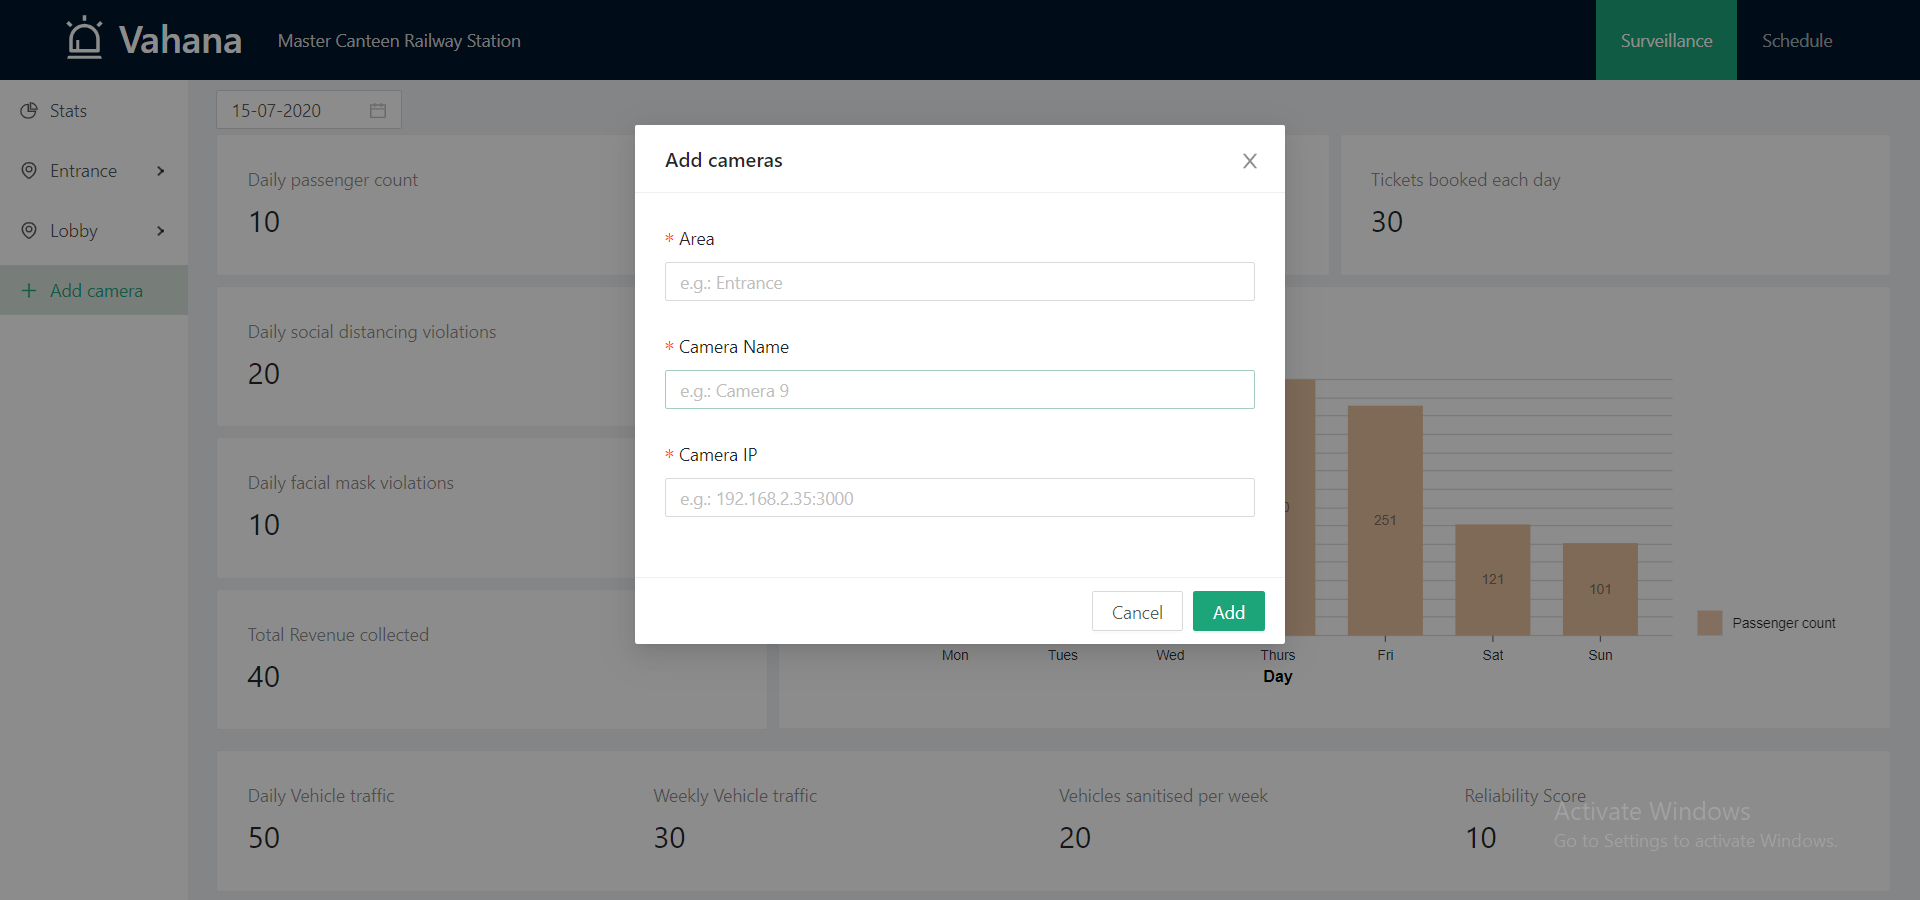 Vahana
Master Canteen Railway Station
Surveillance
Schedule
Stats
Entrance
Lobby
Add camera
15-07-2020
Daily passenger count
10
Tickets booked each day
30
Daily social distancing violations
20
Daily facial mask violations
10
Total Revenue collected
40
Add cameras
* Area
e.g.: Entrance
* Camera Name
e.g.: Camera 9
* Camera IP
e.g.: 192.168.2.35:3000
Cancel
Add
251
121
101
Passenger count
Mon Tues Wed Thurs Fri Sat Sun
Day
Daily Vehicle traffic
50
Weekly Vehicle traffic
30
Vehicles sanitised per week
20
Reliability Score
10
Activate Windows
Go to Settings to activate Windows.